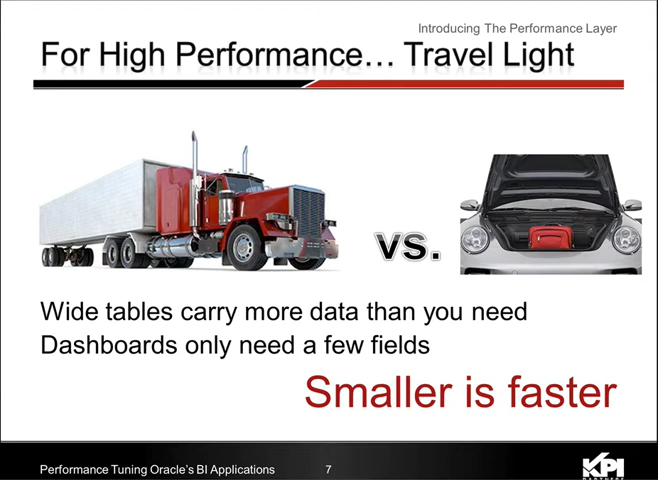 Introducing The Performance Layer
For High Performance… Travel Light
vs.
Wide tables carry more data than you need
Dashboards only need a few fields
Smaller is faster
Performance Tuning Oracle's BI Applications
7
KPI
PARTNERS